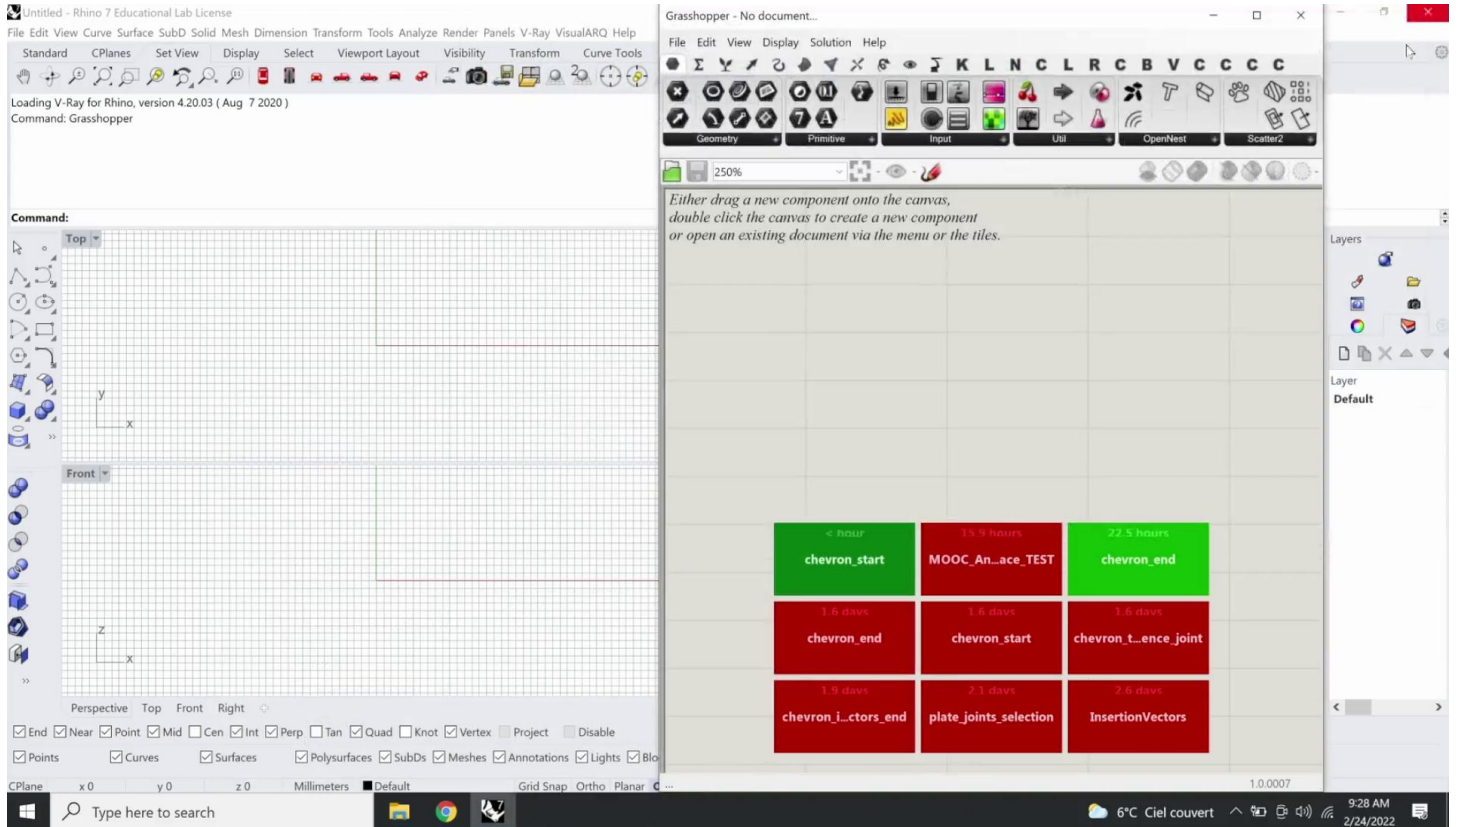 Untitled - Rhino 7 Educational Lab License
File Edit View Curve Surface SubD Solid Mesh Dimension Transform Tools Analyze Render Panels V-Ray VisualARQ Help
Standard CPlanes Set View Display Select Viewport Layout Visibility Transform Curve Tools
Loading V-Ray for Rhino, version 4.20.03 ( Aug 7 2020 )
Command: Grasshopper
Command:
Top
y
x
Front
z
x
Perspective Top Front Right
End Near Point Mid Cen Int Perp Tan Quad Knot Vertex Project Disable
Points Curves Surfaces Polysurfaces SubDs Meshes Annotations Lights Blo
CPlane x 0 y 0 z 0 Millimeters Default Grid Snap Ortho Planar
Grasshopper - No document...
File Edit View Display Solution Help
K L N C L R C B V C C C C
Geometry Primitive Input Util OpenNest Scatter2
250%
Either drag a new component onto the canvas,
double click the canvas to create a new component
or open an existing document via the menu or the tiles.
< hour 15.9 hours 22.5 hours
chevron_start MOOC_An...ace_TEST chevron_end
1.6 days 1.6 days 1.6 days
chevron_end chevron_start chevron_t...ence_joint
1.9 days 2.1 days 2.6 days
chevron_i...ctors_end plate_joints_selection InsertionVectors
... 1.0.0007
Layers
Layer
Default
Type here to search
6°C Ciel couvert
9:28 AM
2/24/2022